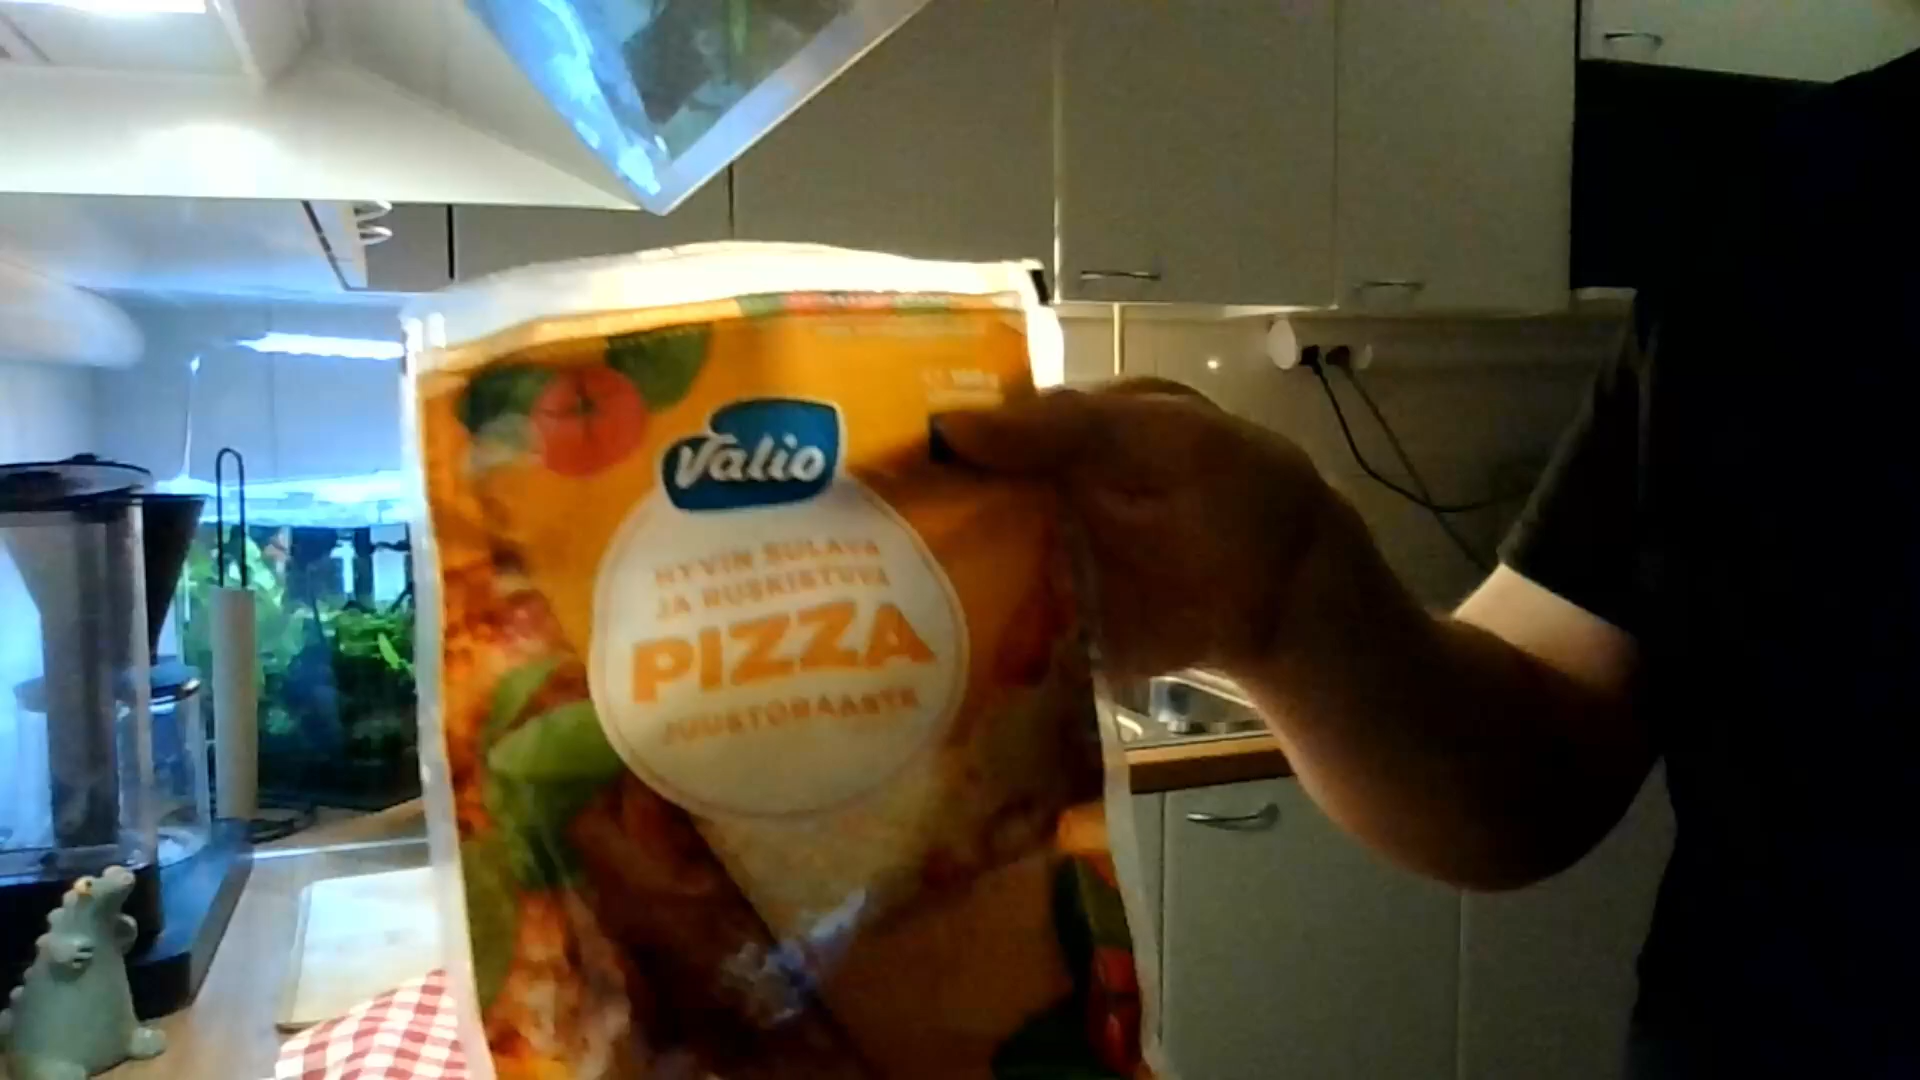 Valio
HYVIN SULAVA
JA RUSKISTUVA
PIZZA
JUUSTORAASTE